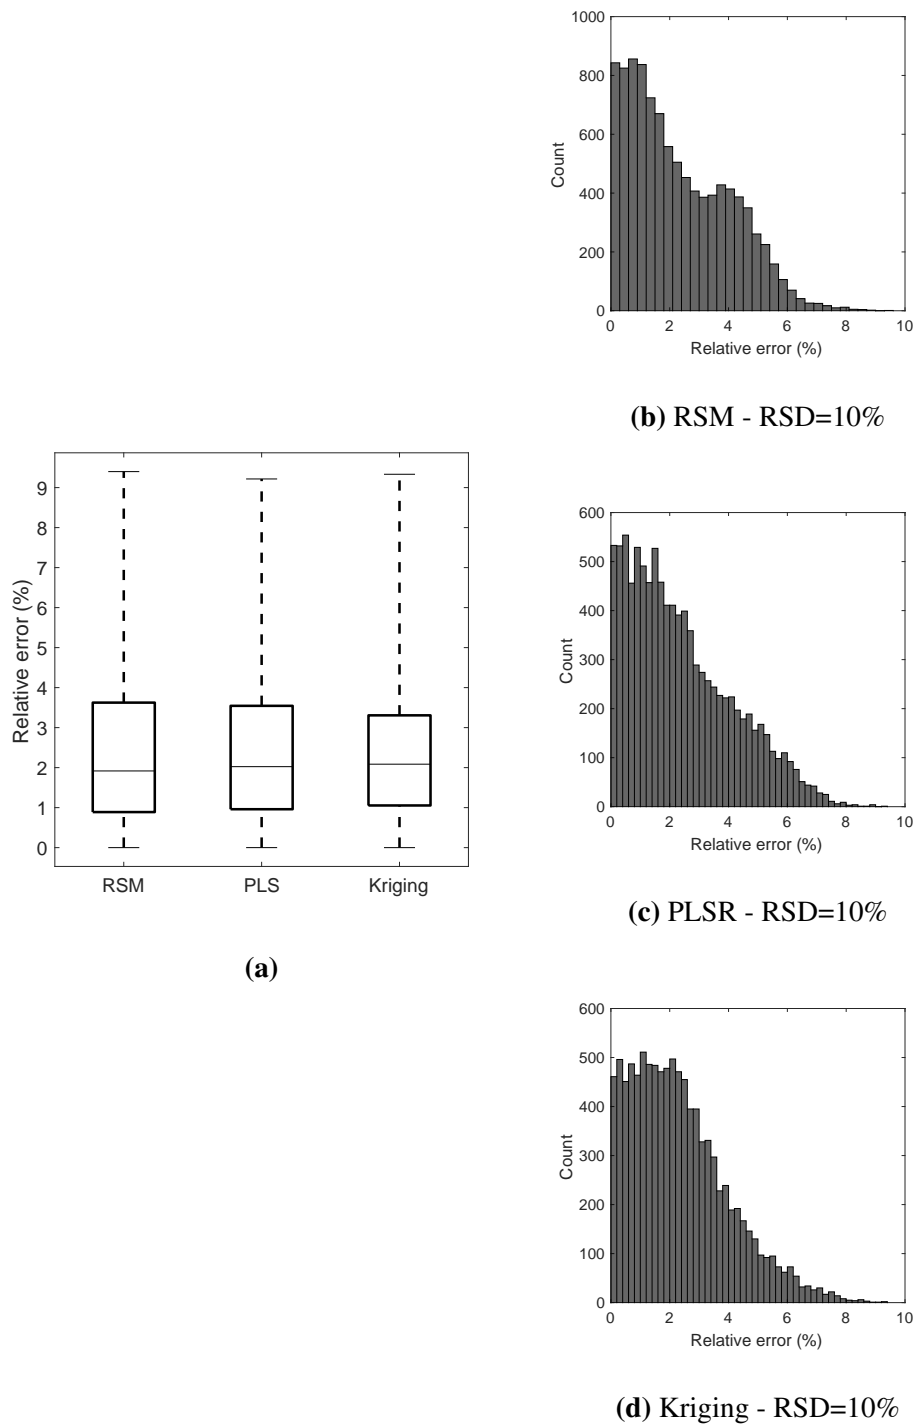 1000
800
600
400
200
0
Count
0 2 4 6 8 10
Relative error (%)
(b) RSM - RSD=10%
9
8
7
6
5
4
3
2
1
0
Relative error (%)
RSM PLS Kriging
(a)
600
500
400
300
200
100
0
Count
0 2 4 6 8 10
Relative error (%)
(c) PLSR - RSD=10%
600
500
400
300
200
100
0
Count
0 2 4 6 8 10
Relative error (%)
(d) Kriging - RSD=10%